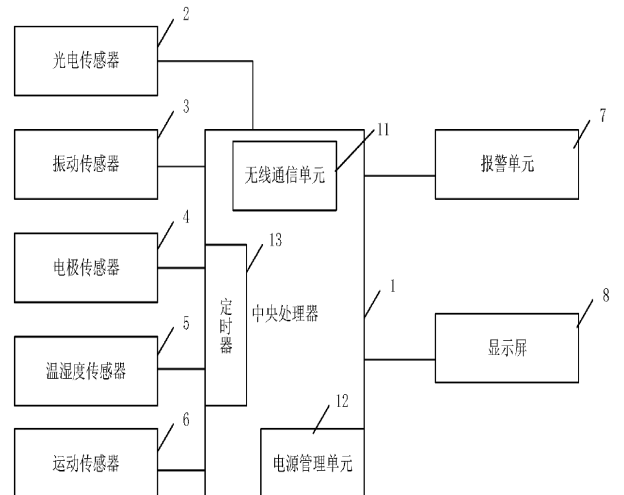 2
光电传感器
3
振动传感器
11
无线通信单元
7
报警单元
4
电极传感器
13
定时器
中央处理器
1
8
显示屏
5
温湿度传感器
6
运动传感器
12
电源管理单元